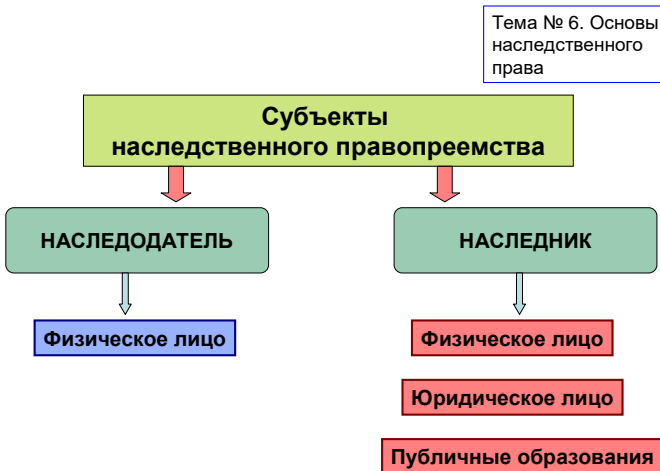 Тема № 6. Основы
наследственного
права
Субъекты
наследственного правопреемства
НАСЛЕДОДАТЕЛЬ
НАСЛЕДНИК
Физическое лицо
Физическое лицо
Юридическое лицо
Публичные образования